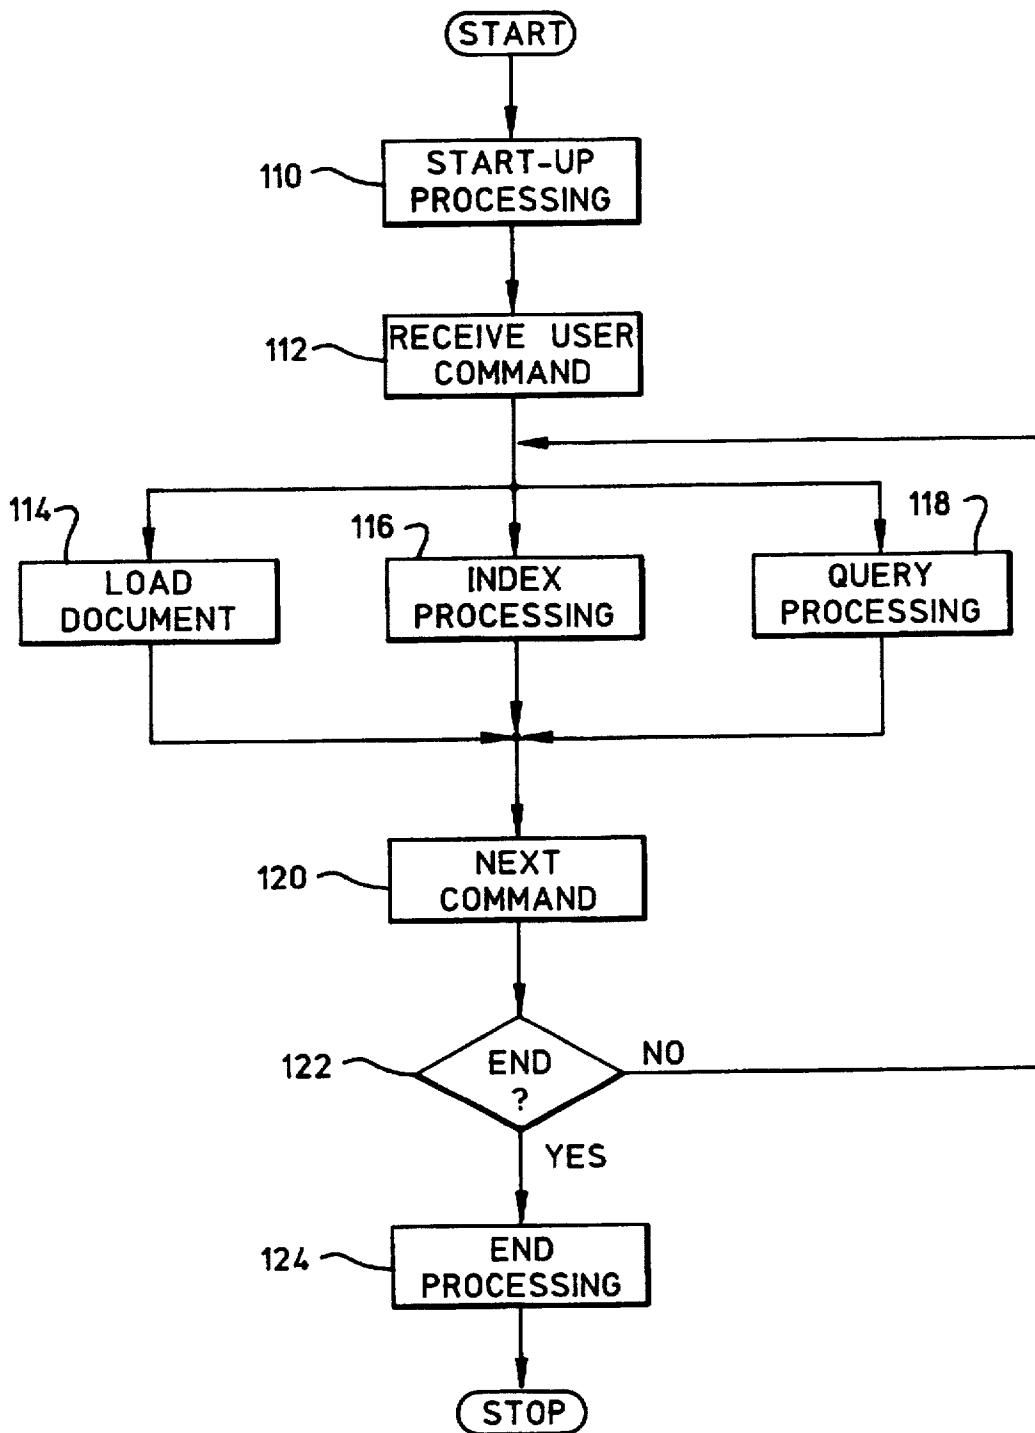 START
110
START-UP
PROCESSING
112
RECEIVE USER
COMMAND
114
LOAD
DOCUMENT
116
INDEX
PROCESSING
118
QUERY
PROCESSING
120
NEXT
COMMAND
122
END
?
NO
YES
124
END
PROCESSING
STOP